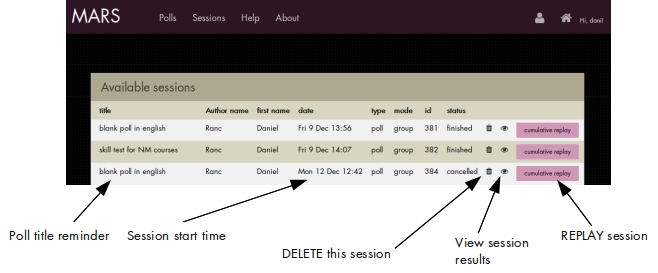 MARS Polls Sessions Help About Hi, dani!
Available sessions
title Author name first name date type mode id status
blank poll in english Ranc Daniel Fri 9 Dec 13:56 poll group 381 finished cumulative replay
skill test for NM courses Ranc Daniel Fri 9 Dec 14:07 poll group 382 finished cumulative replay
blank poll in english Ranc Daniel Mon 12 Dec 12:42 poll group 384 cancelled cumulative replay
Poll title reminder Session start time REPLAY session
DELETE this session View session
results